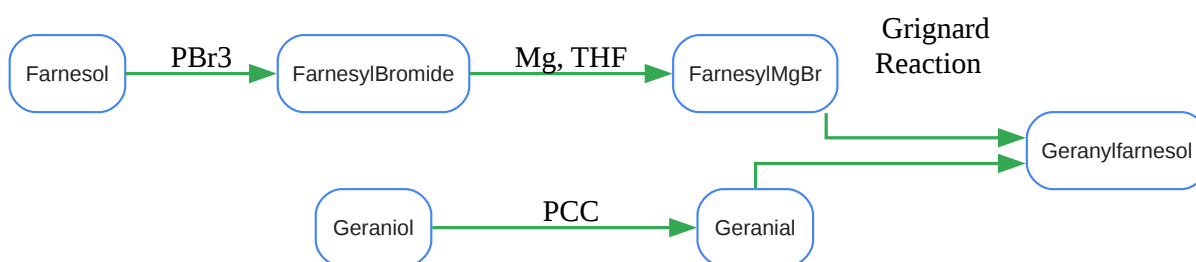 Grignard
Reaction
Farnesol
PBr3
FarnesylBromide
Mg, THF
FarnesylMgBr
Geranylfarnesol
Geraniol
PCC
Geranial